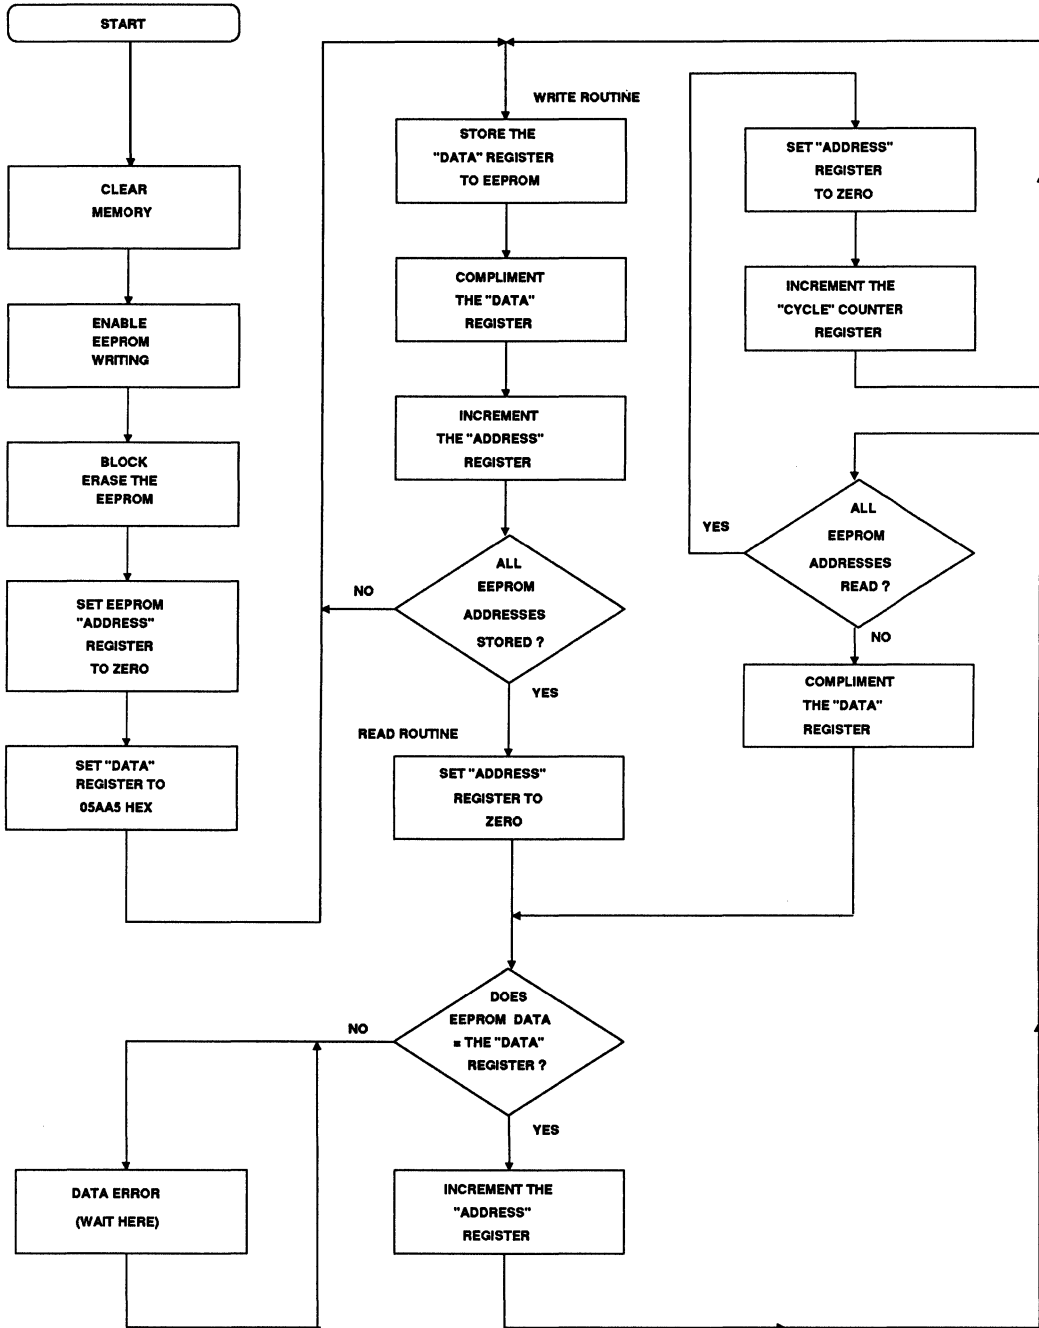 START
CLEAR
MEMORY
ENABLE
EEPROM
WRITING
BLOCK
ERASE THE
EEPROM
SET EEPROM
"ADDRESS"
REGISTER
TO ZERO
SET "DATA"
REGISTER TO
05AA5 HEX
WRITE ROUTINE
STORE THE
"DATA" REGISTER
TO EEPROM
COMPLIMENT
THE "DATA"
REGISTER
INCREMENT
THE "ADDRESS"
REGISTER
ALL
EEPROM
ADDRESSES
STORED ?
NO
YES
READ ROUTINE
SET "ADDRESS"
REGISTER TO
ZERO
DOES
EEPROM DATA
= THE "DATA"
REGISTER ?
NO
YES
DATA ERROR
(WAIT HERE)
INCREMENT THE
"ADDRESS"
REGISTER
ALL
EEPROM
ADDRESSES
READ ?
YES
NO
COMPLIMENT
THE "DATA"
REGISTER
SET "ADDRESS"
REGISTER
TO ZERO
INCREMENT THE
"CYCLE" COUNTER
REGISTER